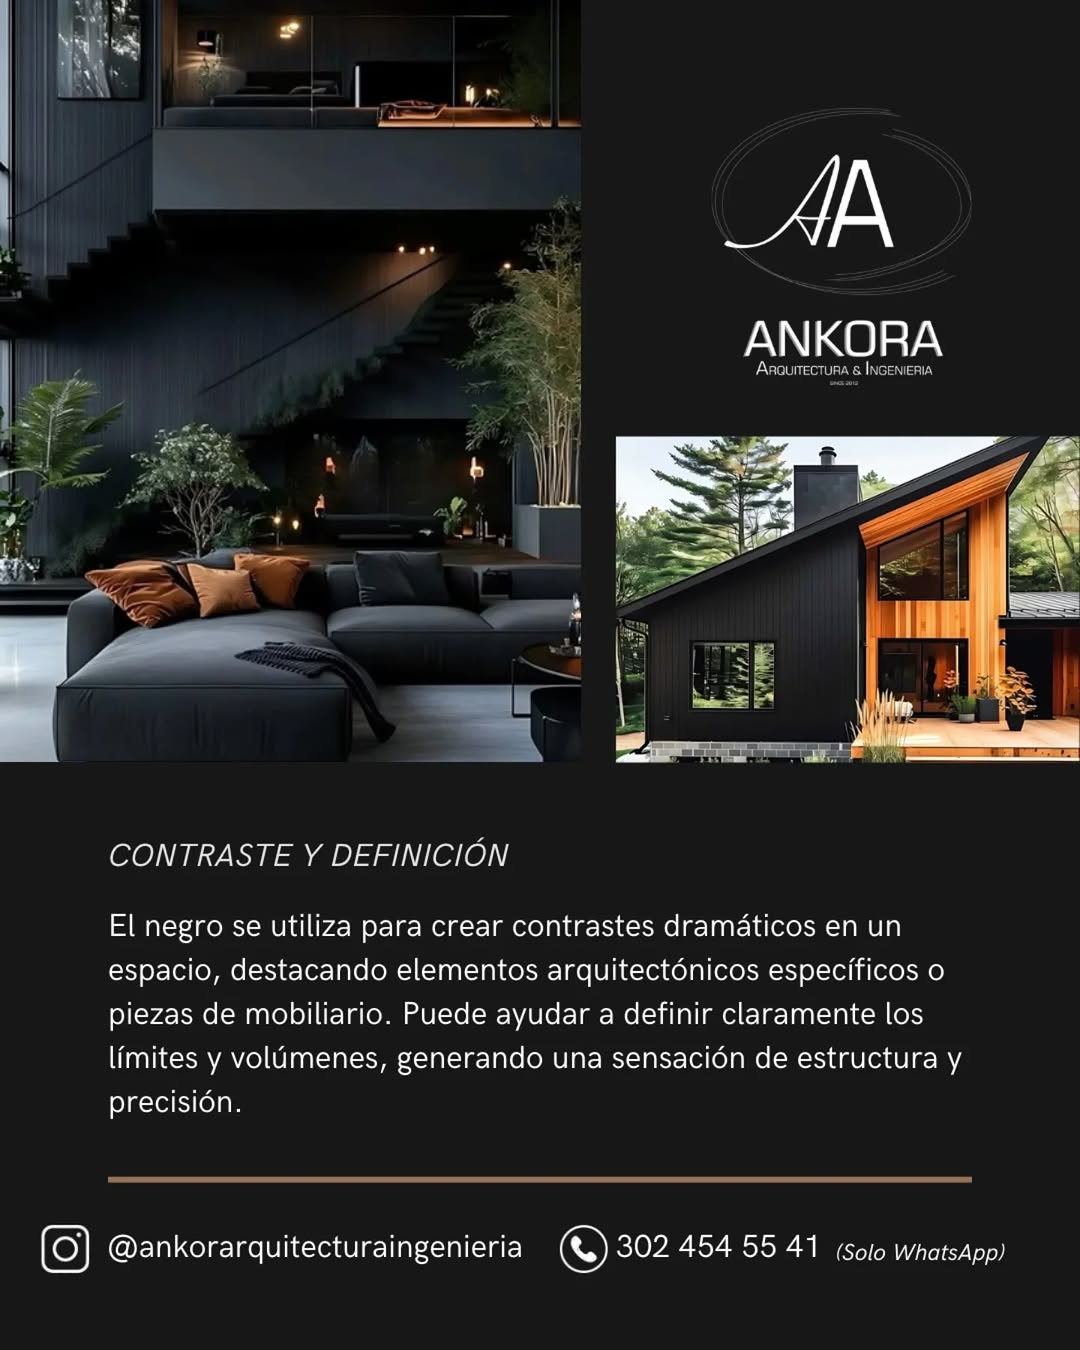 AA
ANKORA
ARQUITECTURA & INGENIERIA
SINCE 2012
CONTRASTE Y DEFINICIÓN
El negro se utiliza para crear contrastes dramáticos en un
espacio, destacando elementos arquitectónicos específicos o
piezas de mobiliario. Puede ayudar a definir claramente los
límites y volúmenes, generando una sensación de estructura y
precisión.
@ankorarquitecturaingenieria
302 454 55 41 (Solo WhatsApp)